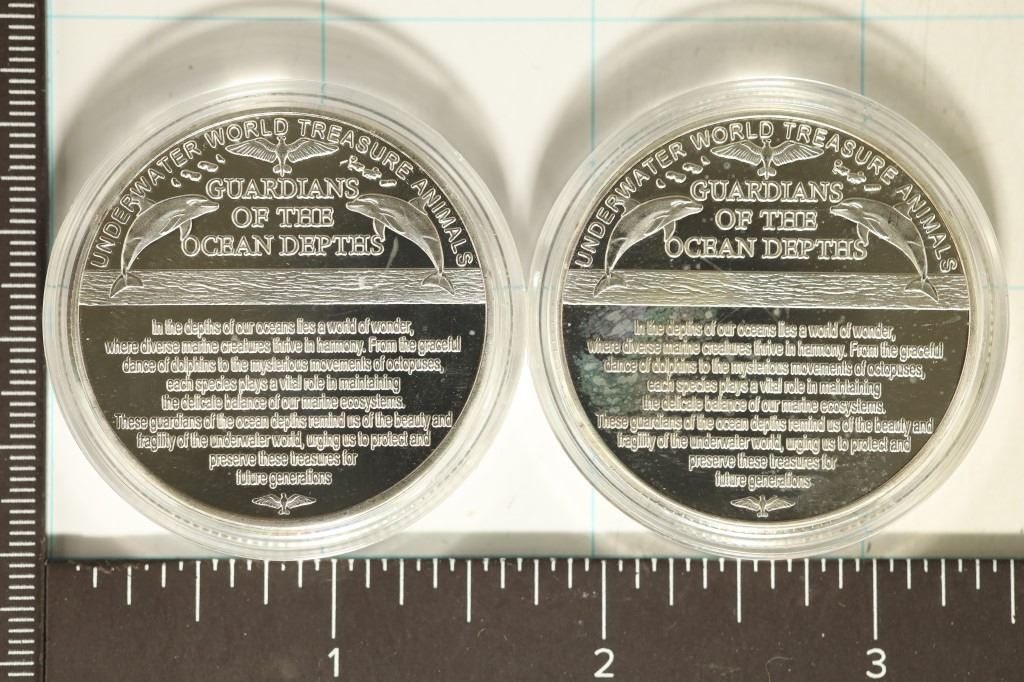 UNDERWATER WORLD TREASURE ANIMALS
GUARDIANS
OF THE
OCEAN DEPTHS
In the depths of our oceans lies a world of wonder,
where diverse marine creatures thrive in harmony. From the graceful
dance of dolphins to the mysterious movements of octopuses,
each species plays a vital role in maintaining
the delicate balance of our marine ecosystems.
These guardians of the ocean depths remind us of the beauty and
fragility of the underwater world, urging us to protect and
preserve these treasures for
future generations
UNDERWATER WORLD TREASURE ANIMALS
GUARDIANS
OF THE
OCEAN DEPTHS
In the depths of our oceans lies a world of wonder,
where diverse marine creatures thrive in harmony. From the graceful
dance of dolphins to the mysterious movements of octopuses,
each species plays a vital role in maintaining
the delicate balance of our marine ecosystems.
These guardians of the ocean depths remind us of the beauty and
fragility of the underwater world, urging us to protect and
preserve these treasures for
future generations
1 2 3